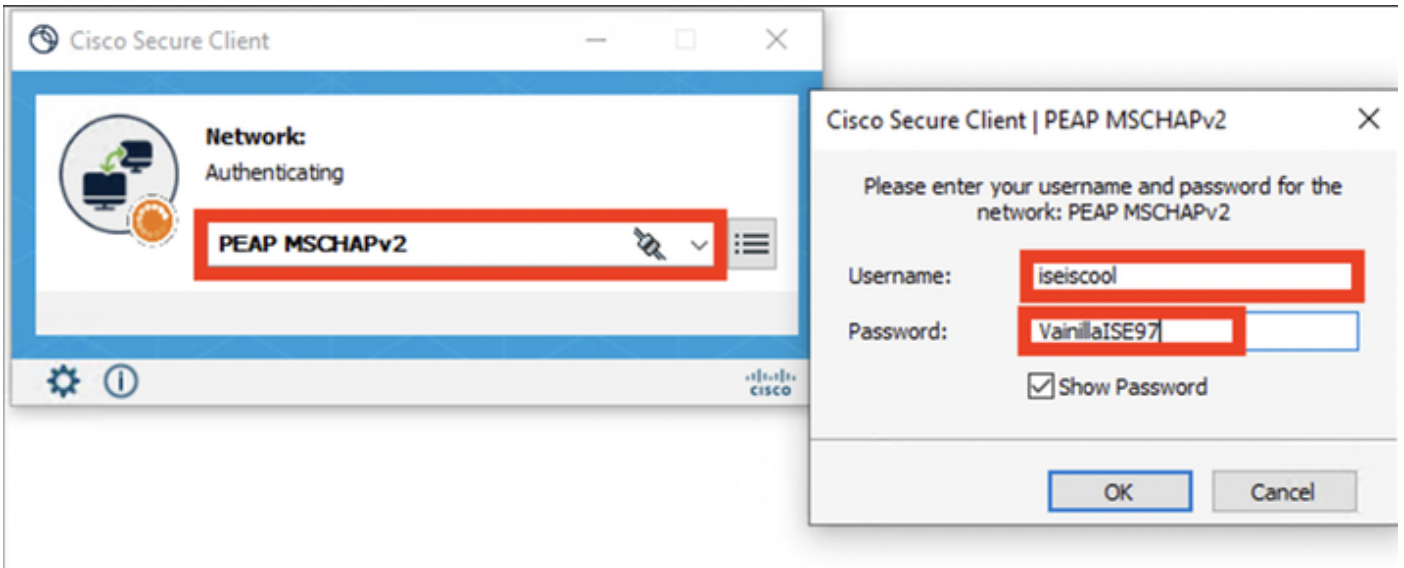 Cisco Secure Client
Network:
Authenticating
PEAP MSCHAPv2
cisco
Cisco Secure Client | PEAP MSCHAPv2
Please enter your username and password for the
network: PEAP MSCHAPv2
Username:
iseiscool
Password:
VainillaISE97
Show Password
OK
Cancel